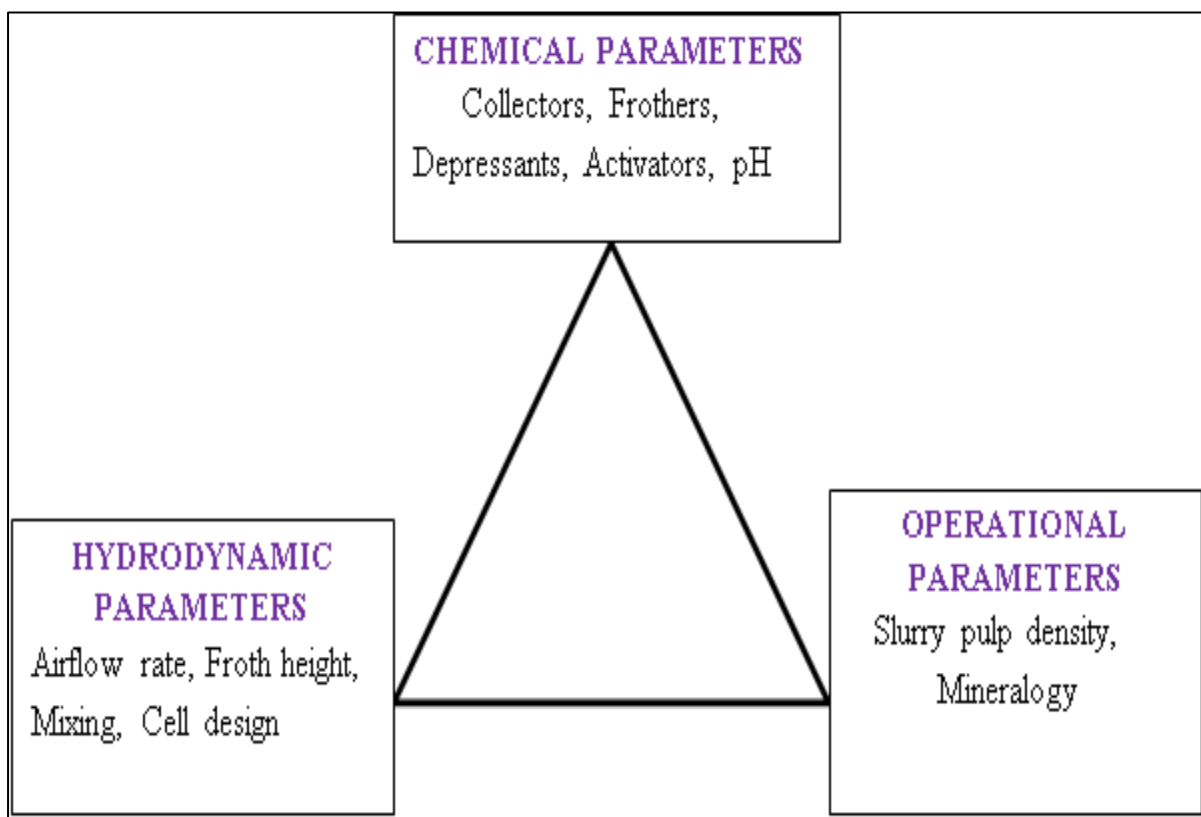 CHEMICAL PARAMETERS
Collectors, Frothers,
Depressants, Activators, pH
HYDRODYNAMIC
PARAMETERS
Airflow rate, Froth height,
Mixing, Cell design
OPERATIONAL
PARAMETERS
Slurry pulp density,
Mineralogy